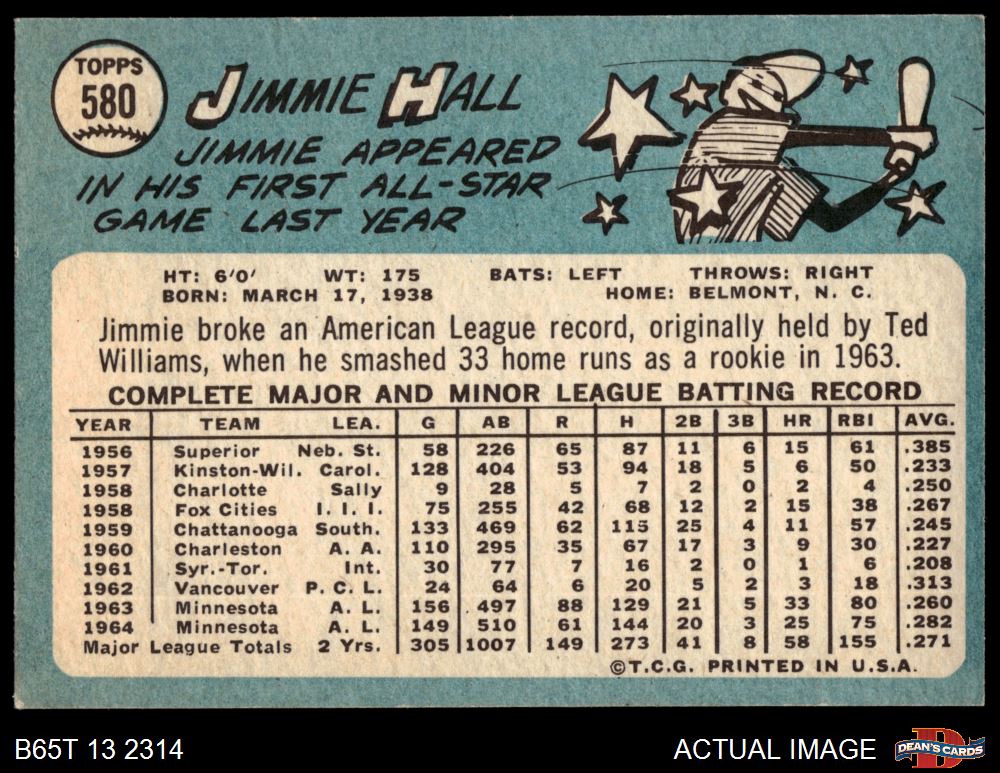 TOPPS
580
JIMMIE HALL
JIMMIE APPEARED
IN HIS FIRST ALL-STAR
GAME LAST YEAR
HT: 6'0' WT: 175 BATS: LEFT THROWS: RIGHT
BORN: MARCH 17, 1938 HOME: BELMONT, N. C.
Jimmie broke an American League record, originally held by Ted
Williams, when he smashed 33 home runs as a rookie in 1963.
COMPLETE MAJOR AND MINOR LEAGUE BATTING RECORD
YEAR TEAM LEA. G AB R H 2B 3B HR RBI AVG.
1956 Superior Neb. St. 58 226 65 87 11 6 15 61 .385
1957 Kinston-Wil. Carol. 128 404 53 94 18 5 6 50 .233
1958 Charlotte Sally 9 28 5 7 2 0 2 4 .250
1958 Fox Cities I. I. I. 75 255 42 68 12 2 15 38 .267
1959 Chattanooga South. 133 469 62 115 25 4 11 57 .245
1960 Charleston A. A. 110 295 35 67 17 3 9 30 .227
1961 Syr.-Tor. Int. 30 77 7 16 2 0 1 6 .208
1962 Vancouver P. C. L. 24 64 6 20 5 2 3 18 .313
1963 Minnesota A. L. 156 497 88 129 21 5 33 80 .260
1964 Minnesota A. L. 149 510 61 144 20 3 25 75 .282
Major League Totals 2 Yrs. 305 1007 149 273 41 8 58 155 .271
©T.C.G. PRINTED IN U.S.A.
B65T 13 2314 ACTUAL IMAGE
DEAN'S CARDS